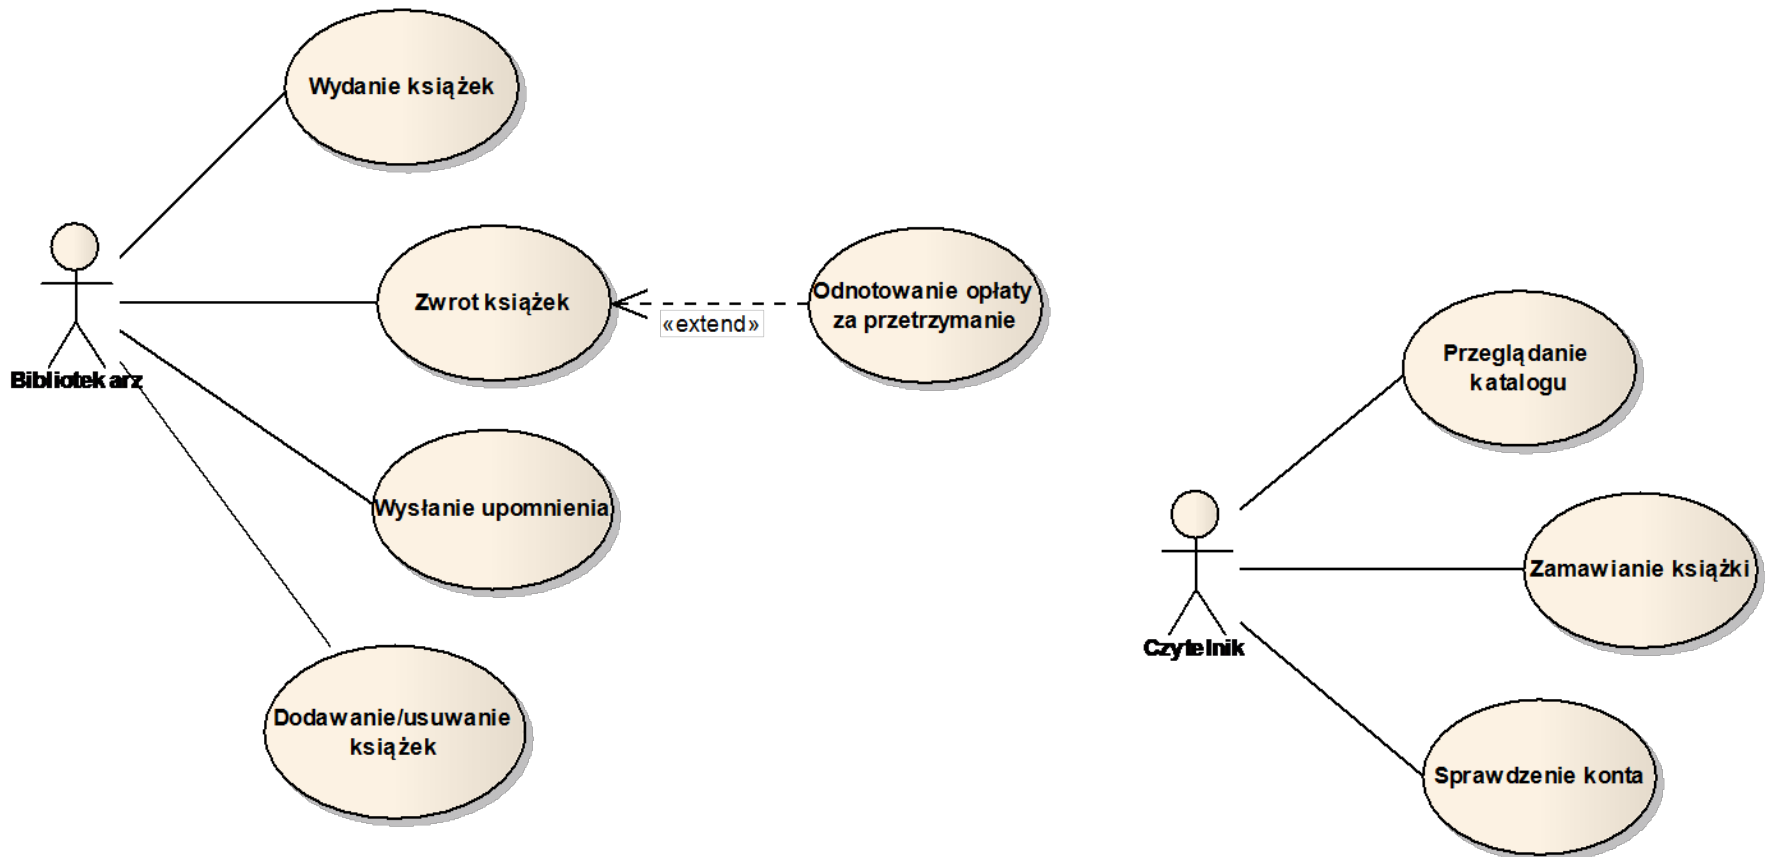 Wydanie książek
Zwrot książek
«extend»
Odnotowanie opłaty
za przetrzymanie
Bibliotekarz
Wysłanie upomnienia
Dodawanie/usuwanie
książek
Przeglądanie
katalogu
Zamawianie książki
Czytelnik
Sprawdzenie konta